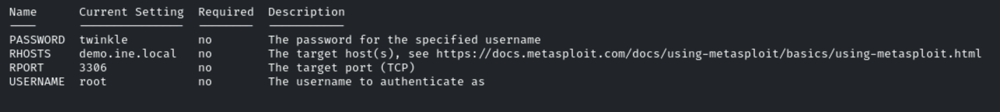 Name      Current Setting  Required  Description
PASSWORD  twinkle          no        The password for the specified username
RHOSTS    demo.ine.local   no        The target host(s), see https://docs.metasploit.com/docs/using-metasploit/basics/using-metasploit.html
RPORT     3306             no        The target port (TCP)
USERNAME  root             no        The username to authenticate as